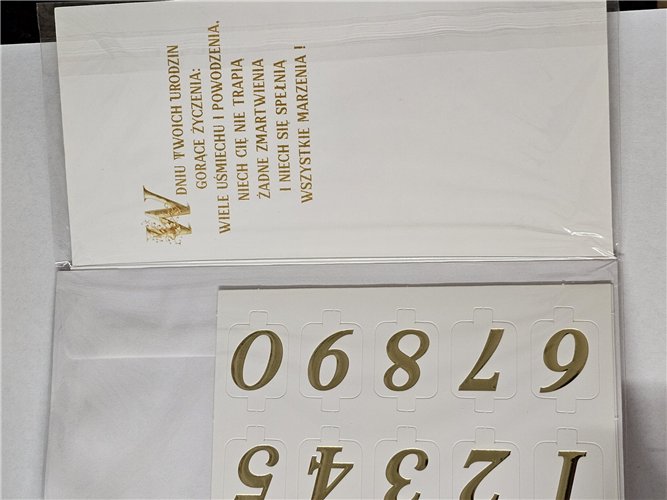 W DNIU TWOICH URODZIN
GORĄCE ŻYCZENIA:
WIELE UŚMIECHU I POWODZENIA,
NIECH CIĘ NIE TRAPIĄ
ŻADNE ZMARTWIENIA
I NIECH SIĘ SPEŁNIĄ
WSZYSTKIE MARZENIA !
1 2 3 4 5
6 7 8 9 0